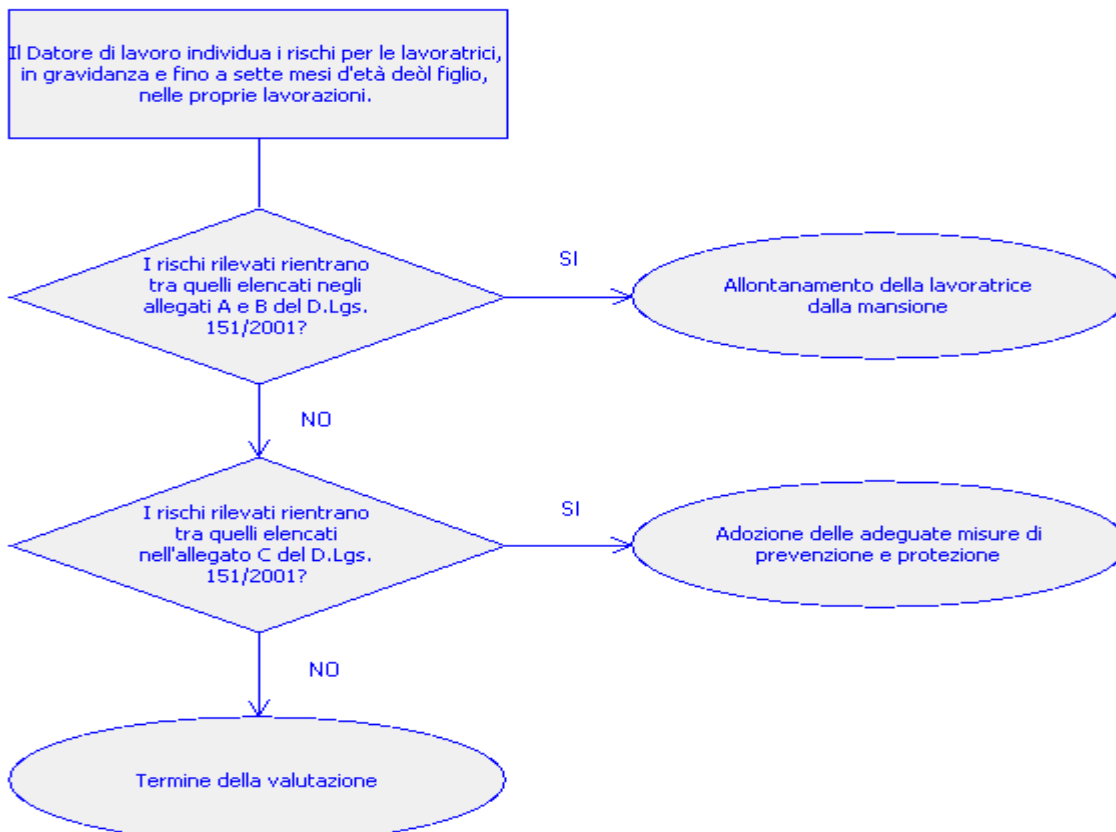 Il Datore di lavoro individua i rischi per le lavoratrici,
in gravidanza e fino a sette mesi d'età deòl figlio,
nelle proprie lavorazioni.
I rischi rilevati rientrano
tra quelli elencati negli
allegati A e B del D.Lgs.
151/2001?
SI
Allontanamento della lavoratrice
dalla mansione
NO
I rischi rilevati rientrano
tra quelli elencati
nell'allegato C del D.Lgs.
151/2001?
SI
Adozione delle adeguate misure di
prevenzione e protezione
NO
Termine della valutazione